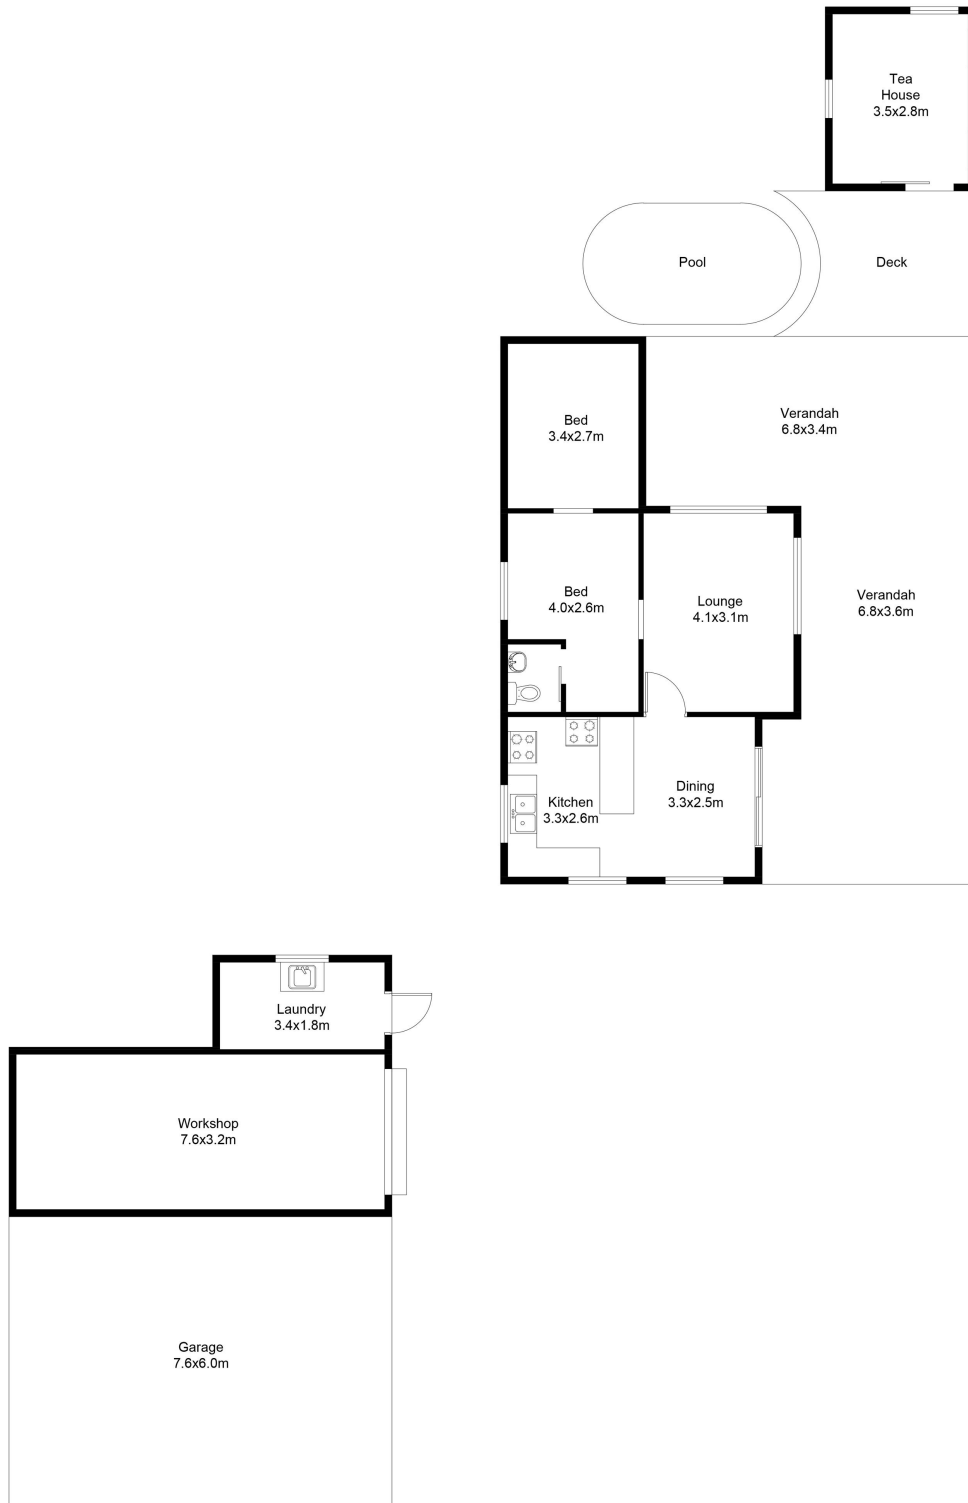 Tea
House
3.5x2.8m
Pool
Deck
Bed
3.4x2.7m
Verandah
6.8x3.4m
Bed
4.0x2.6m
Lounge
4.1x3.1m
Verandah
6.8x3.6m
Kitchen
3.3x2.6m
Dining
3.3x2.5m
Laundry
3.4x1.8m
Workshop
7.6x3.2m
Garage
7.6x6.0m